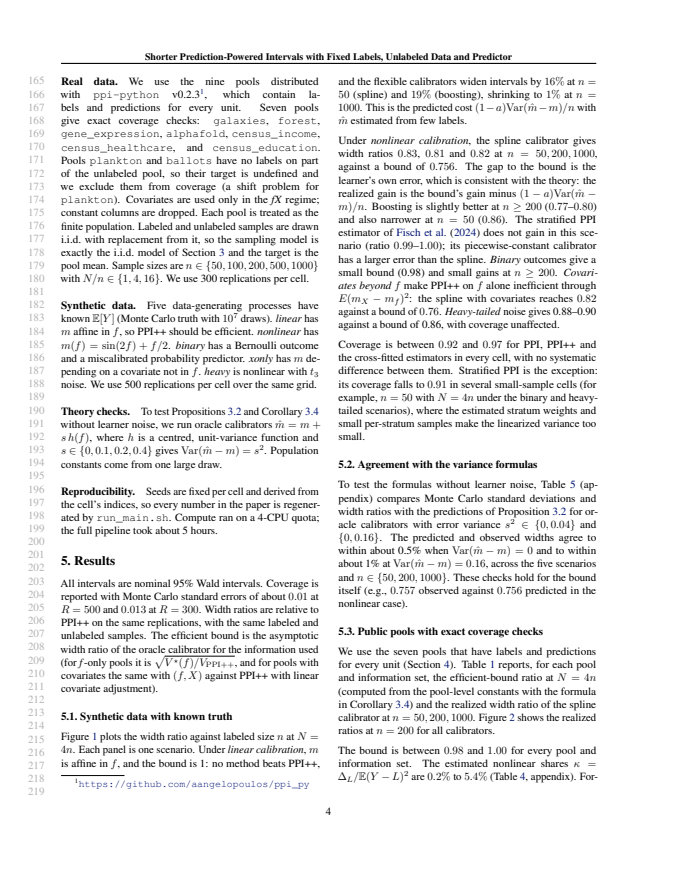 Shorter Prediction-Powered Intervals with Fixed Labels, Unlabeled Data and Predictor
165 Real data. We use the nine pools distributed
166 with ppi-python v0.2.3¹, which contain la-
167 bels and predictions for every unit. Seven pools
168 give exact coverage checks: galaxies, forest,
169 gene_expression, alphafold, census_income,
170 census_healthcare, and census_education.
171 Pools plankton and ballots have no labels on part
172 of the unlabeled pool, so their target is undefined and
173 we exclude them from coverage (a shift problem for
174 plankton). Covariates are used only in the fX regime;
175 constant columns are dropped. Each pool is treated as the
176 finite population. Labeled and unlabeled samples are drawn
177 i.i.d. with replacement from it, so the sampling model is
178 exactly the i.i.d. model of Section 3 and the target is the
179 pool mean. Sample sizes are n ∈ {50, 100, 200, 500, 1000}
180 with N/n ∈ {1, 4, 16}. We use 300 replications per cell.
181
182 Synthetic data. Five data-generating processes have
183 known 𝔼[Y] (Monte Carlo truth with 10⁷ draws). linear has
184 m affine in f, so PPI++ should be efficient. nonlinear has
185 m(f) = sin(2f) + f/2. binary has a Bernoulli outcome
186 and a miscalibrated probability predictor. xonly has m de-
187 pending on a covariate not in f. heavy is nonlinear with t₃
188 noise. We use 500 replications per cell over the same grid.
189
190 Theory checks. To test Propositions 3.2 and Corollary 3.4
191 without learner noise, we run oracle calibrators m̂ = m +
192 s h(f), where h is a centred, unit-variance function and
193 s ∈ {0, 0.1, 0.2, 0.4} gives Var(m̂ − m) = s². Population
194 constants come from one large draw.
195
196 Reproducibility. Seeds are fixed per cell and derived from
197 the cell's indices, so every number in the paper is regener-
198 ated by run_main.sh. Compute ran on a 4-CPU quota;
199 the full pipeline took about 5 hours.
200
201 5. Results
202
203 All intervals are nominal 95% Wald intervals. Coverage is
204 reported with Monte Carlo standard errors of about 0.01 at
205 R = 500 and 0.013 at R = 300. Width ratios are relative to
206 PPI++ on the same replications, with the same labeled and
207 unlabeled samples. The efficient bound is the asymptotic
208 width ratio of the oracle calibrator for the information used
209 (for f-only pools it is √V*(f)/V_PPI++, and for pools with
210 covariates the same with (f, X) against PPI++ with linear
211 covariate adjustment).
212
213 5.1. Synthetic data with known truth
214
215 Figure 1 plots the width ratio against labeled size n at N =
216 4n. Each panel is one scenario. Under linear calibration, m
217 is affine in f, and the bound is 1: no method beats PPI++,
218 ¹https://github.com/aangelopoulos/ppi_py
219
and the flexible calibrators widen intervals by 16% at n =
50 (spline) and 19% (boosting), shrinking to 1% at n =
1000. This is the predicted cost (1−a)Var(m̂−m)/n with
m̂ estimated from few labels.
Under nonlinear calibration, the spline calibrator gives
width ratios 0.83, 0.81 and 0.82 at n = 50, 200, 1000,
against a bound of 0.756. The gap to the bound is the
learner's own error, which is consistent with the theory: the
realized gain is the bound's gain minus (1 − a)Var(m̂ −
m)/n. Boosting is slightly better at n ≥ 200 (0.77–0.80)
and also narrower at n = 50 (0.86). The stratified PPI
estimator of Fisch et al. (2024) does not gain in this sce-
nario (ratio 0.99–1.00); its piecewise-constant calibrator
has a larger error than the spline. Binary outcomes give a
small bound (0.98) and small gains at n ≥ 200. Covari-
ates beyond f make PPI++ on f alone inefficient through
E(m_X − m_f)²: the spline with covariates reaches 0.82
against a bound of 0.76. Heavy-tailed noise gives 0.88–0.90
against a bound of 0.86, with coverage unaffected.
Coverage is between 0.92 and 0.97 for PPI, PPI++ and
the cross-fitted estimators in every cell, with no systematic
difference between them. Stratified PPI is the exception:
its coverage falls to 0.91 in several small-sample cells (for
example, n = 50 with N = 4n under the binary and heavy-
tailed scenarios), where the estimated stratum weights and
small per-stratum samples make the linearized variance too
small.
5.2. Agreement with the variance formulas
To test the formulas without learner noise, Table 5 (ap-
pendix) compares Monte Carlo standard deviations and
width ratios with the predictions of Proposition 3.2 for or-
acle calibrators with error variance s² ∈ {0, 0.04} and
{0, 0.16}. The predicted and observed widths agree to
within about 0.5% when Var(m̂ − m) = 0 and to within
about 1% at Var(m̂ − m) = 0.16, across the five scenarios
and n ∈ {50, 200, 1000}. These checks hold for the bound
itself (e.g., 0.757 observed against 0.756 predicted in the
nonlinear case).
5.3. Public pools with exact coverage checks
We use the seven pools that have labels and predictions
for every unit (Section 4). Table 1 reports, for each pool
and information set, the efficient-bound ratio at N = 4n
(computed from the pool-level constants with the formula
in Corollary 3.4) and the realized width ratio of the spline
calibrator at n = 50, 200, 1000. Figure 2 shows the realized
ratios at n = 200 for all calibrators.
The bound is between 0.98 and 1.00 for every pool and
information set. The estimated nonlinear shares κ =
Δ_L/𝔼(Y − L)² are 0.2% to 5.4% (Table 4, appendix). For-
4